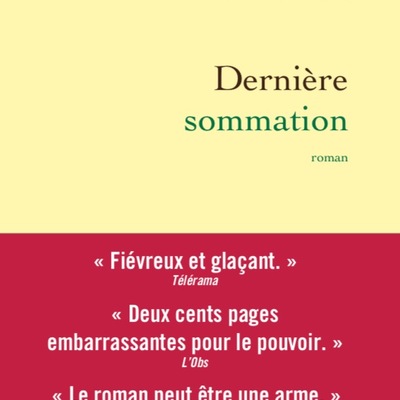 Dernière
sommation
roman
« Fiévreux et glaçant. »
Télérama
« Deux cents pages
embarrassantes pour le pouvoir. »
L'Obs
« Le roman peut être une arme. »